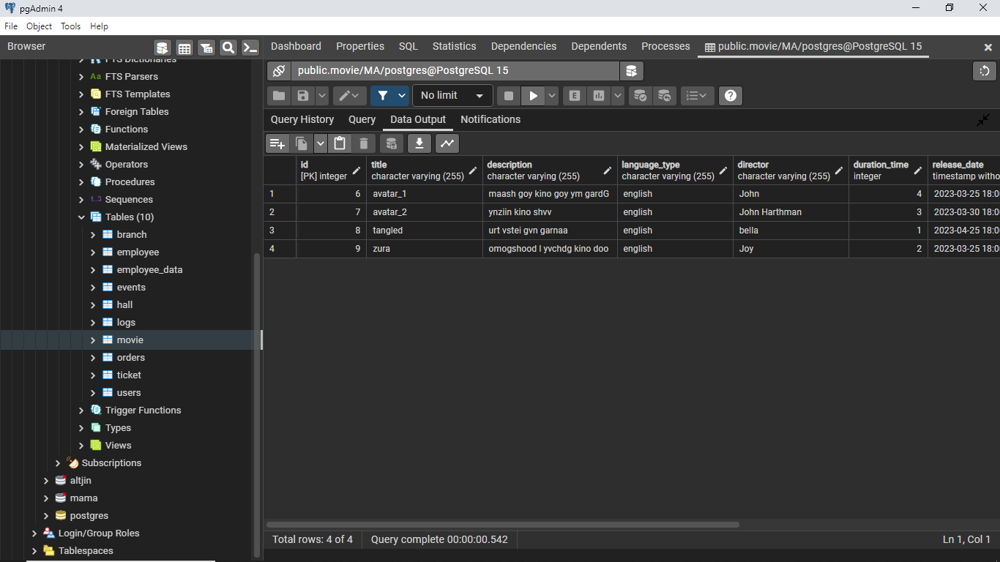 pgAdmin 4
File Object Tools Help
Browser
Dashboard Properties SQL Statistics Dependencies Dependents Processes public.movie/MA/postgres@PostgreSQL 15
public.movie/MA/postgres@PostgreSQL 15
No limit
E
Query History Query Data Output Notifications
FTS Dictionaries
Aa FTS Parsers
FTS Templates
Foreign Tables
Functions
Materialized Views
Operators
Procedures
1..3 Sequences
Tables (10)
branch
employee
employee_data
events
hall
logs
movie
orders
ticket
users
Trigger Functions
Types
Views
Subscriptions
altjin
mama
postgres
Login/Group Roles
Tablespaces
id title description language_type director duration_time release_date
[PK] integer character varying (255) character varying (255) character varying (255) character varying (255) integer timestamp witho
1 6 avatar_1 maash goy kino goy ym gardG english John 4 2023-03-25 18:0
2 7 avatar_2 ynziin kino shvv english John Harthman 3 2023-03-30 18:0
3 8 tangled urt vstei gvn garnaa english bella 1 2023-04-25 18:0
4 9 zura omogshood l yvchdg kino doo english Joy 2 2023-03-25 18:0
Total rows: 4 of 4 Query complete 00:00:00.542 Ln 1, Col 1